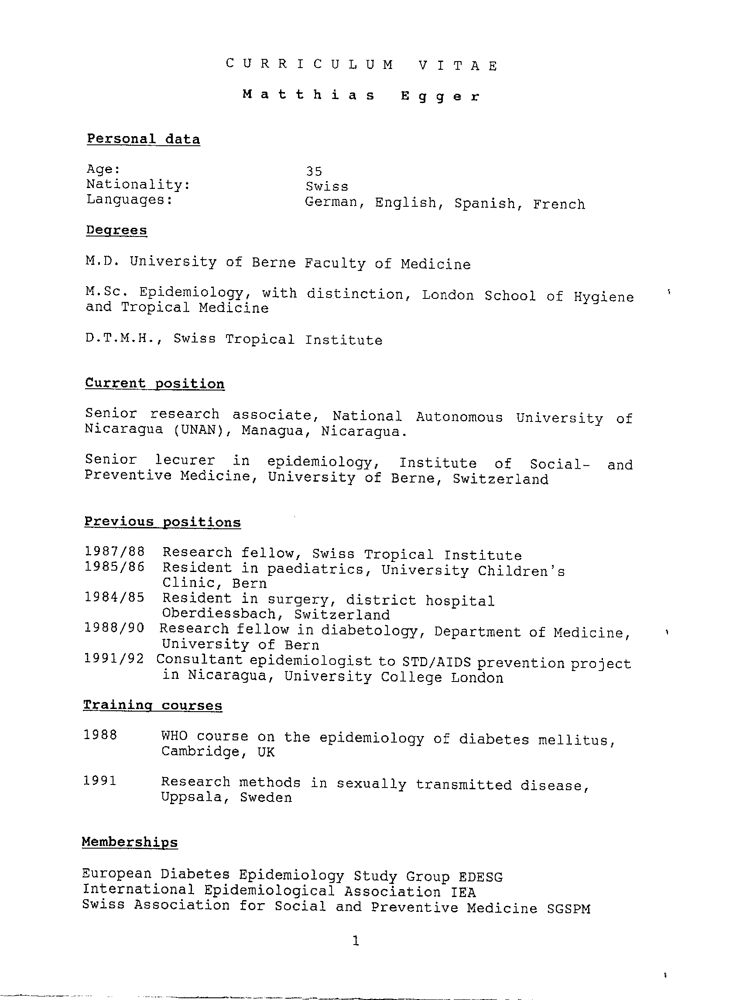 CURRICULUM VITAE
Matthias Egger
Personal data
Age: 35
Nationality: Swiss
Languages: German, English, Spanish, French
Degrees
M.D. University of Berne Faculty of Medicine
M.Sc. Epidemiology, with distinction, London School of Hygiene
and Tropical Medicine
D.T.M.H., Swiss Tropical Institute
Current position
Senior research associate, National Autonomous University of
Nicaragua (UNAN), Managua, Nicaragua.
Senior lecurer in epidemiology, Institute of Social- and
Preventive Medicine, University of Berne, Switzerland
Previous positions
1987/88 Research fellow, Swiss Tropical Institute
1985/86 Resident in paediatrics, University Children's
Clinic, Bern
1984/85 Resident in surgery, district hospital
Oberdiessbach, Switzerland
1988/90 Research fellow in diabetology, Department of Medicine,
University of Bern
1991/92 Consultant epidemiologist to STD/AIDS prevention project
in Nicaragua, University College London
Training courses
1988 WHO course on the epidemiology of diabetes mellitus,
Cambridge, UK
1991 Research methods in sexually transmitted disease,
Uppsala, Sweden
Memberships
European Diabetes Epidemiology Study Group EDESG
International Epidemiological Association IEA
Swiss Association for Social and Preventive Medicine SGSPM
1